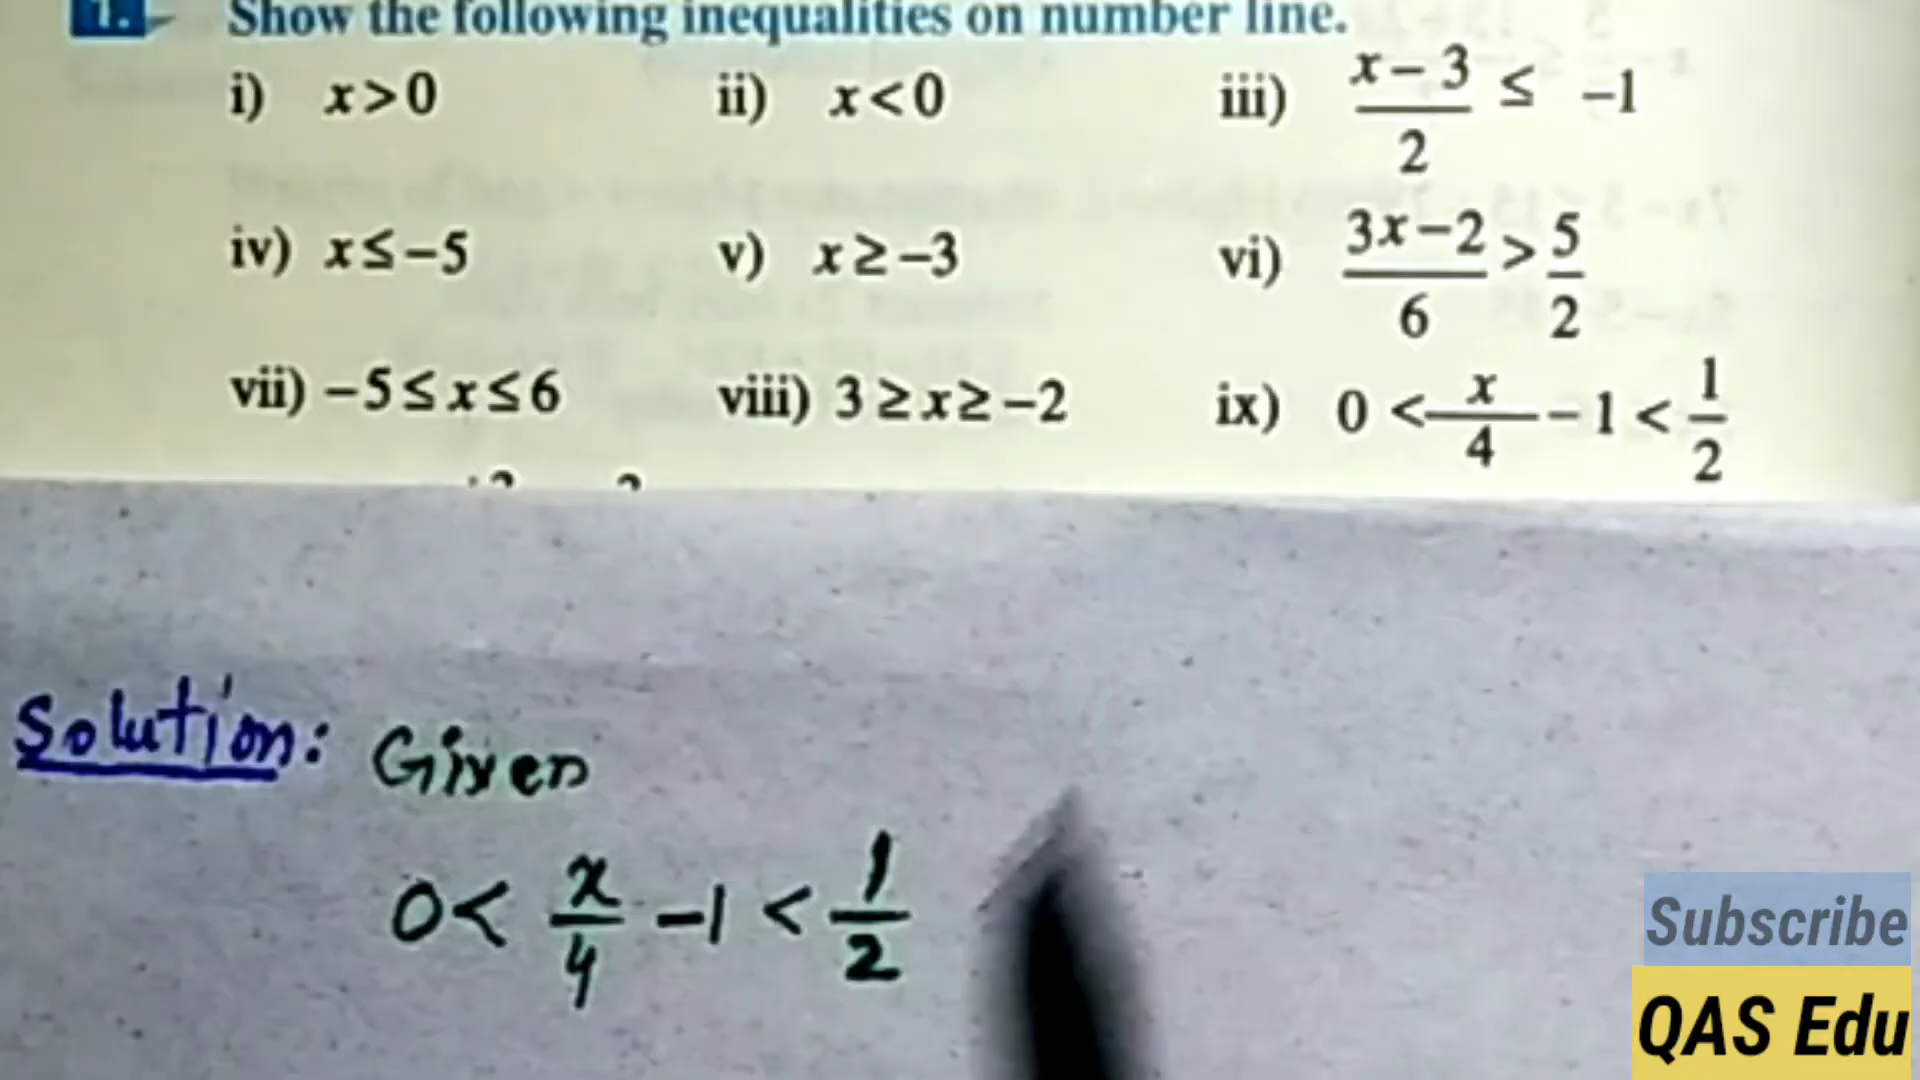 1. Show the following inequalities on number line.
i) x>0 ii) x<0 iii) x-3/2 ≤ -1
iv) x≤-5 v) x≥-3 vi) 3x-2/6 > 5/2
vii) -5≤x≤6 viii) 3≥x≥-2 ix) 0 < x/4 - 1 < 1/2
Solution: Given
0 < x/4 - 1 < 1/2
Subscribe
QAS Edu